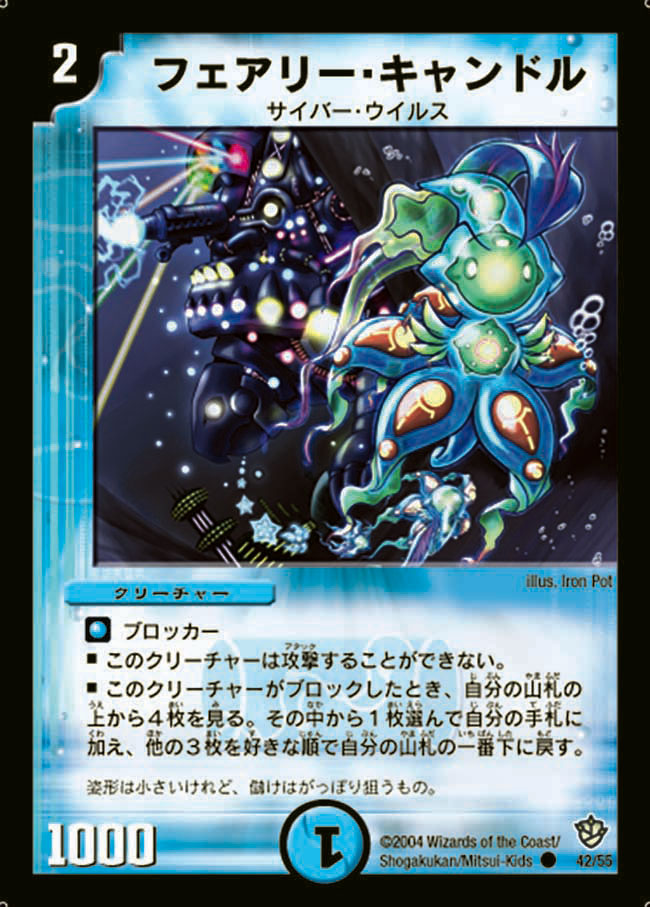 2
フェアリー・キャンドル
サイバー・ウイルス
illus. Iron Pot
クリーチャー
ブロッカー
■ このクリーチャーは攻撃することができない。
■ このクリーチャーがブロックしたとき、自分の山札の
上から4枚を見る。その中から1枚選んで自分の手札に
加え、他の3枚を好きな順で自分の山札の一番下に戻す。
姿形は小さいけれど、儲けはがっぽり狙うもの。
1000
1
©2004 Wizards of the Coast/
Shogakukan/Mitsui-Kids
42/55